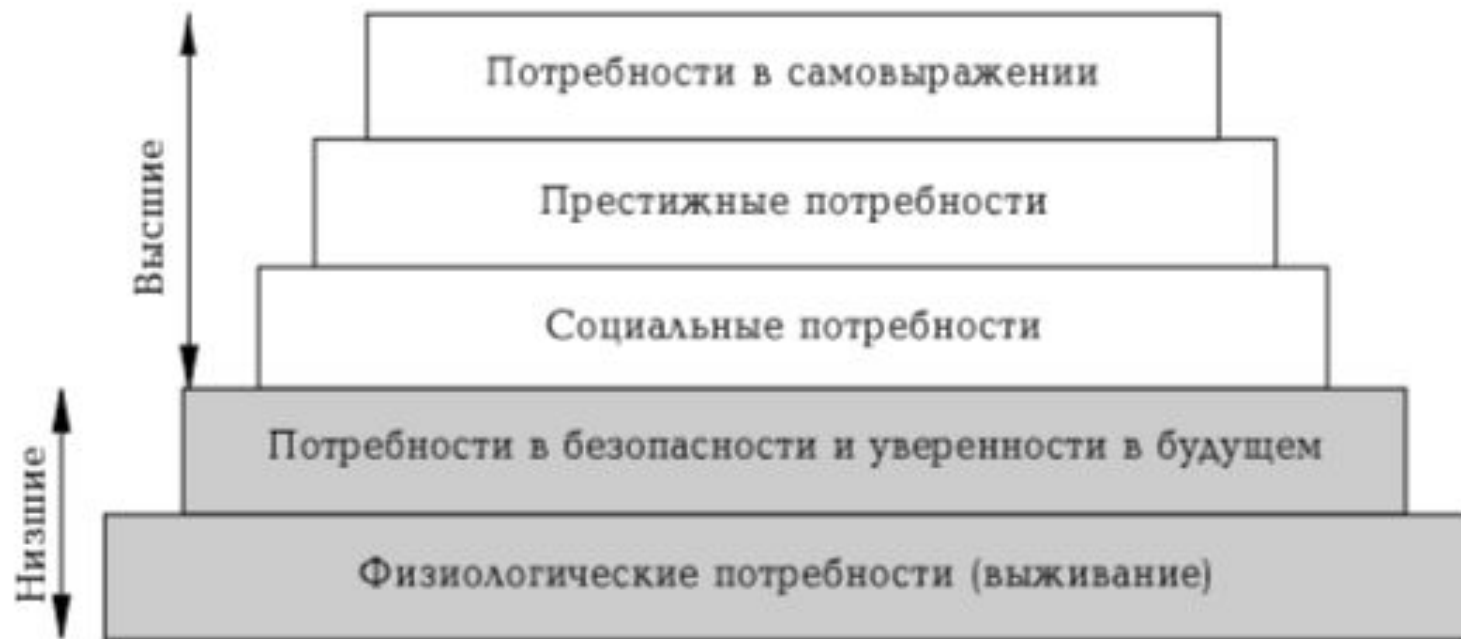 Высшие
Потребности в самовыражении
Престижные потребности
Социальные потребности
Низшие
Потребности в безопасности и уверенности в будущем
Физиологические потребности (выживание)